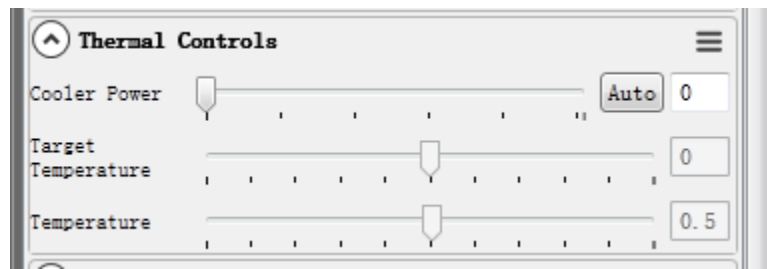 Thermal Controls
Cooler Power Auto 0
Target
Temperature 0
Temperature 0.5